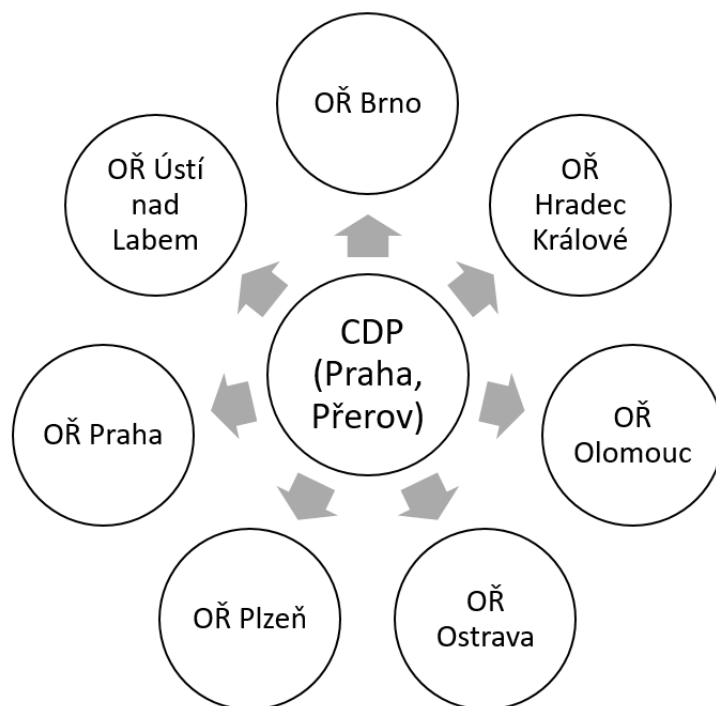 OŘ Brno
OŘ
Hradec
Králové
OŘ
Olomouc
OŘ
Ostrava
OŘ Plzeň
OŘ Praha
OŘ Ústí
nad
Labem
CDP
(Praha,
Přerov)